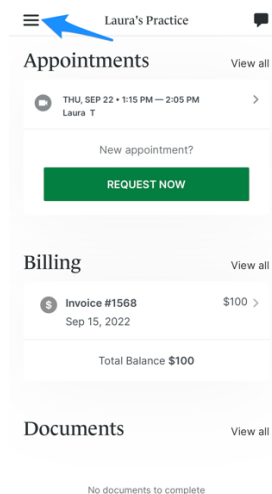 Laura's Practice
Appointments
View all
THU, SEP 22 • 1:15 PM — 2:05 PM
Laura T
New appointment?
REQUEST NOW
Billing
View all
Invoice #1568
$100
Sep 15, 2022
Total Balance $100
Documents
View all
No documents to complete